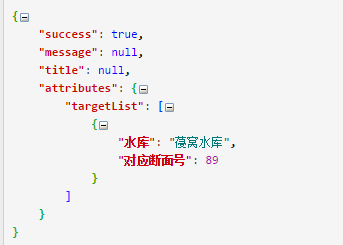 {
"success": true,
"message": null,
"title": null,
"attributes": {
"targetList": [
{
"水库": "葠窝水库",
"对应断面号": 89
}
]
}
}